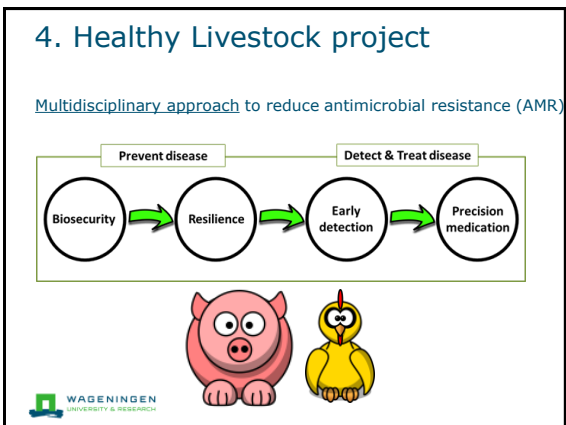 4. Healthy Livestock project
Multidisciplinary approach to reduce antimicrobial resistance (AMR)
Prevent disease
Detect & Treat disease
Biosecurity
Resilience
Early
detection
Precision
medication
WAGENINGEN
UNIVERSITY & RESEARCH